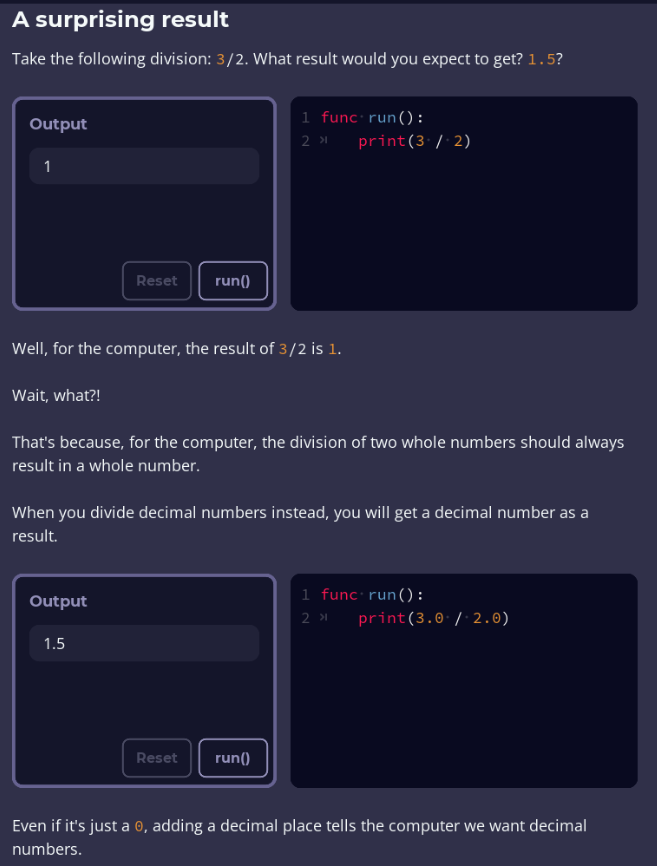 A surprising result
Take the following division: 3/2. What result would you expect to get? 1.5?
Output
1
Reset
run()
1 func run():
2 print(3 / 2)
Well, for the computer, the result of 3/2 is 1.
Wait, what?!
That's because, for the computer, the division of two whole numbers should always
result in a whole number.
When you divide decimal numbers instead, you will get a decimal number as a
result.
Output
1.5
Reset
run()
1 func run():
2 print(3.0 / 2.0)
Even if it's just a 0, adding a decimal place tells the computer we want decimal
numbers.